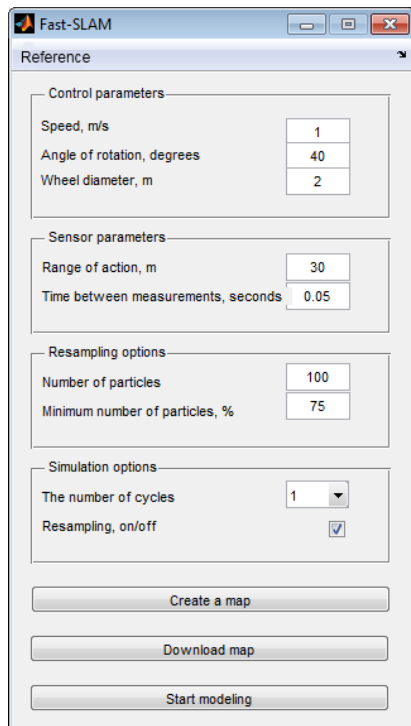 Fast-SLAM
Reference
Control parameters
Speed, m/s 1
Angle of rotation, degrees 40
Wheel diameter, m 2
Sensor parameters
Range of action, m 30
Time between measurements, seconds 0.05
Resampling options
Number of particles 100
Minimum number of particles, % 75
Simulation options
The number of cycles 1
Resampling, on/off
Create a map
Download map
Start modeling